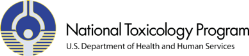 National Toxicology Program
U.S. Department of Health and Human Services